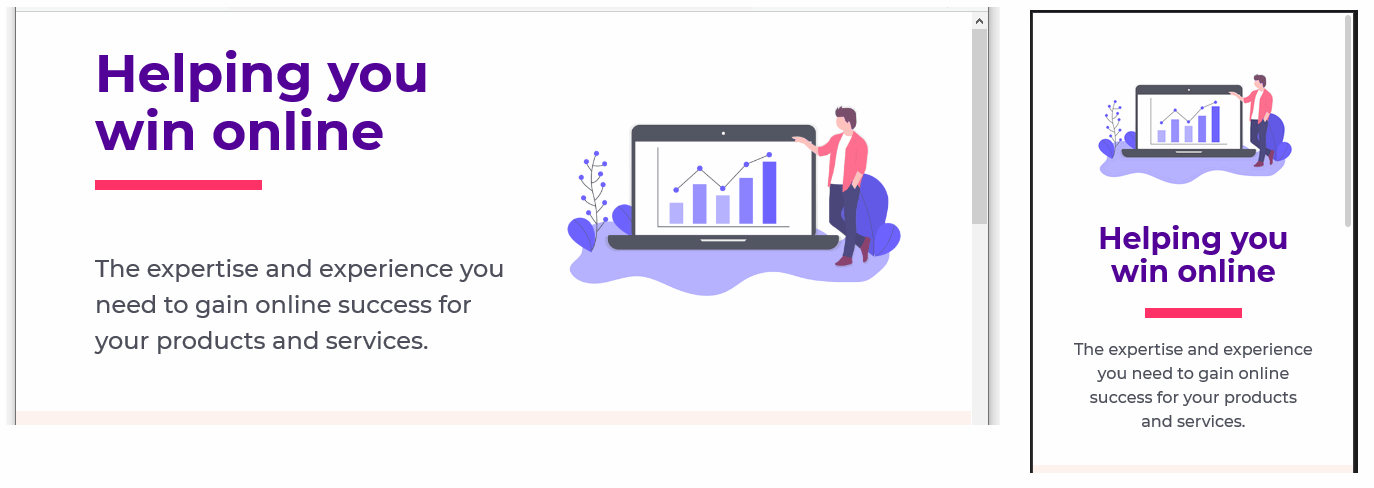 Helping you
win online
The expertise and experience you
need to gain online success for
your products and services.
Helping you
win online
The expertise and experience
you need to gain online
success for your products
and services.